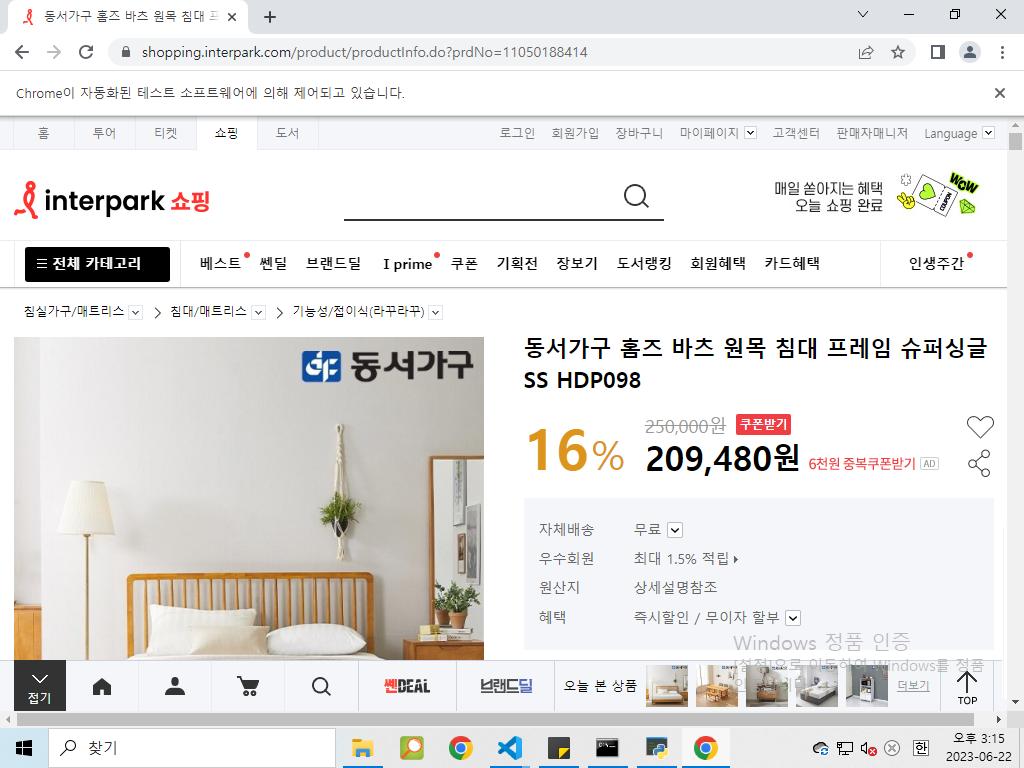 동서가구 홈즈 바츠 원목 침대 프
shopping.interpark.com/product/productInfo.do?prdNo=11050188414
Chrome이 자동화된 테스트 소프트웨어에 의해 제어되고 있습니다.
홈 투어 티켓 쇼핑 도서 로그인 회원가입 장바구니 마이페이지 고객센터 판매자매니저 Language
interpark 쇼핑
매일 쏟아지는 혜택
오늘 쇼핑 완료
WOW
COUPON
전체 카테고리 베스트 쎈딜 브랜드딜 I prime 쿠폰 기획전 장보기 도서랭킹 회원혜택 카드혜택 인생주간
침실가구/매트리스 침대/매트리스 기능성/접이식(라꾸라꾸)
동서가구
동서가구 홈즈 바츠 원목 침대 프레임 슈퍼싱글
SS HDP098
16% 250,000원 쿠폰받기
209,480원 6천원 중복쿠폰받기 AD
자체배송 무료
우수회원 최대 1.5% 적립
원산지 상세설명참조
혜택 즉시할인 / 무이자 할부
Windows 정품 인증
[설정]으로 이동하여 Windows를 정품
접기 쎈DEAL 브랜드딜 오늘 본 상품 더보기 TOP
찾기
한
오후 3:15
2023-06-22